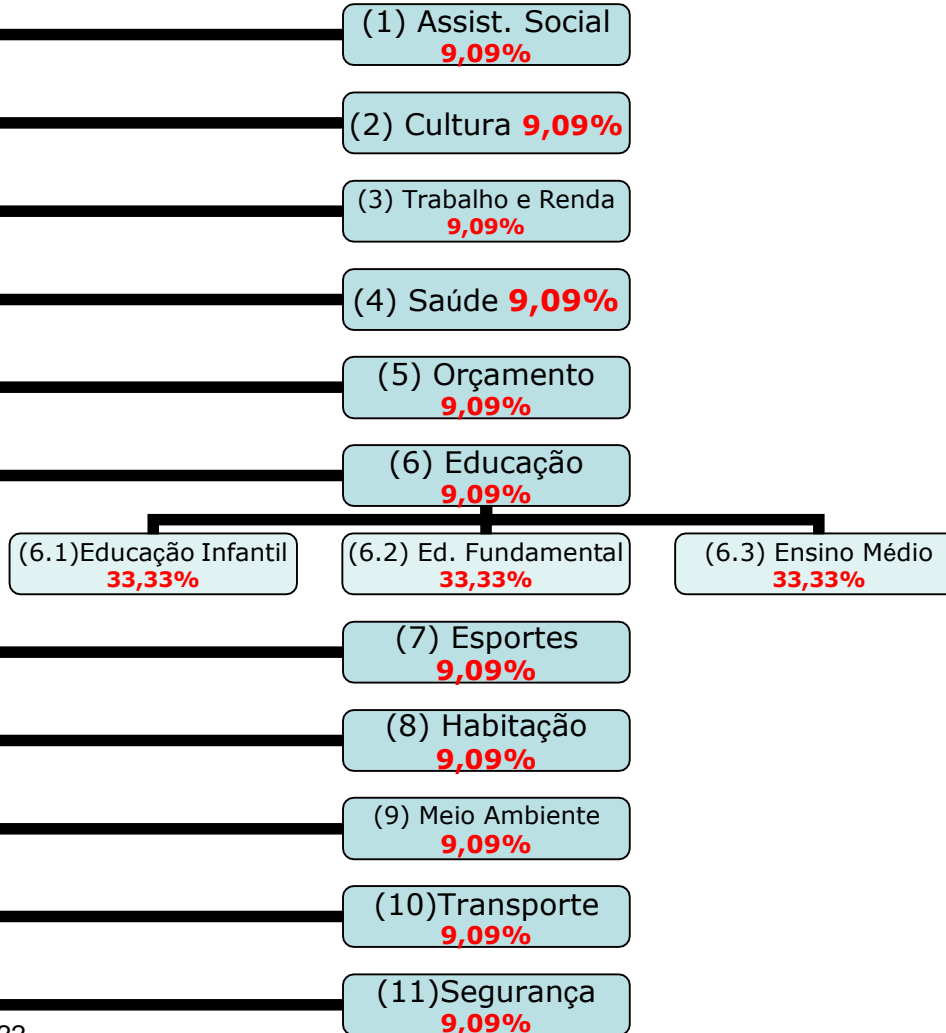 (1) Assist. Social
9,09%
(2) Cultura 9,09%
(3) Trabalho e Renda
9,09%
(4) Saúde 9,09%
(5) Orçamento
9,09%
(6) Educação
9,09%
(6.1)Educação Infantil
33,33%
(6.2) Ed. Fundamental
33,33%
(6.3) Ensino Médio
33,33%
(7) Esportes
9,09%
(8) Habitação
9,09%
(9) Meio Ambiente
9,09%
(10)Transporte
9,09%
(11)Segurança
9,09%